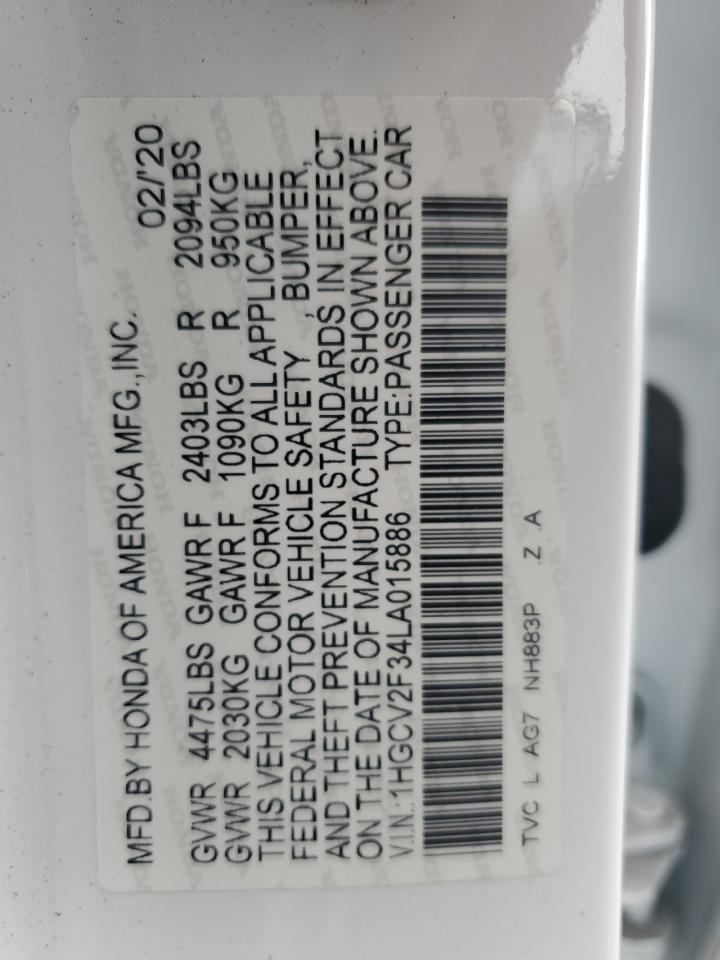 MFD.BY HONDA OF AMERICA MFG.,INC. 02/'20
GVWR 4475LBS GAWR F 2403LBS R 2094LBS
GVWR 2030KG GAWR F 1090KG R 950KG
THIS VEHICLE CONFORMS TO ALL APPLICABLE
FEDERAL MOTOR VEHICLE SAFETY , BUMPER,
AND THEFT PREVENTION STANDARDS IN EFFECT
ON THE DATE OF MANUFACTURE SHOWN ABOVE.
V.I.N.:1HGCV2F34LA015886 TYPE:PASSENGER CAR
TVC L AG7 NH883P .Z .A